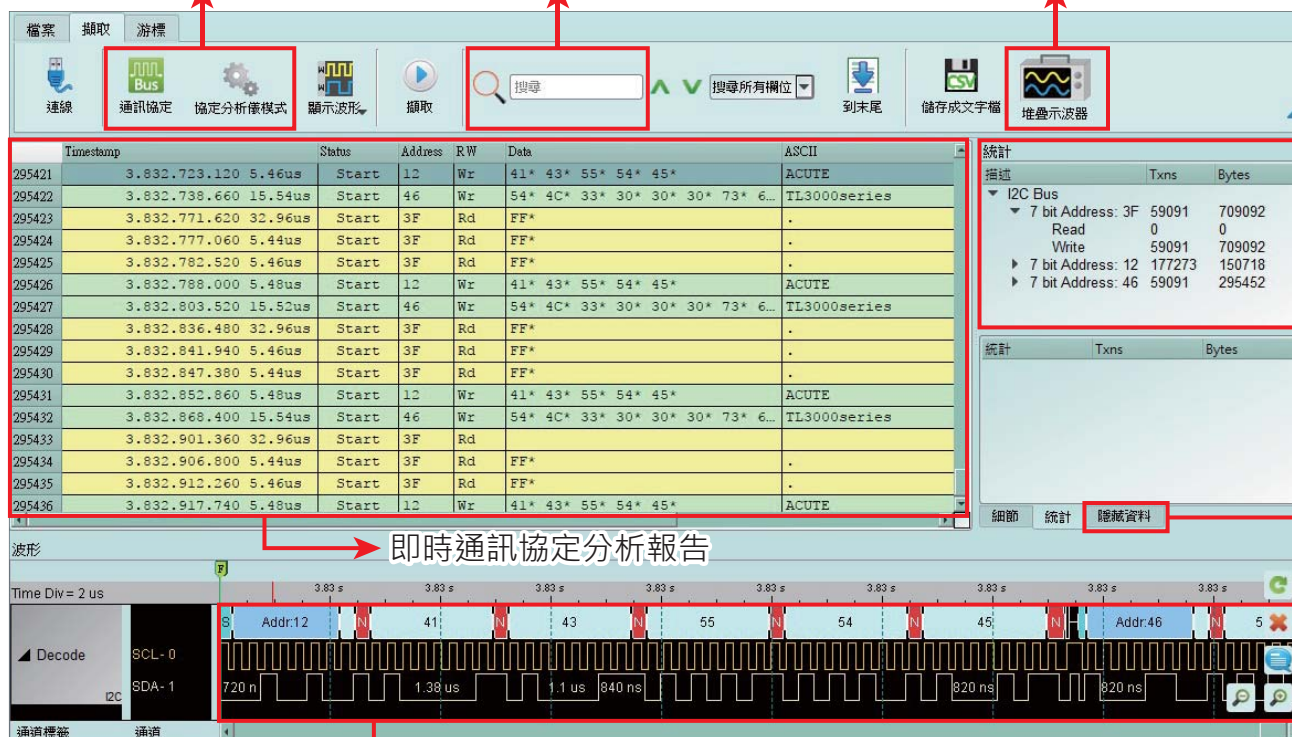 檔案 擷取 游標
Bus
連線 通訊協定 協定分析儀模式 顯示波形 擷取 搜尋 搜尋所有欄位 到末尾 CSV 儲存成文字檔 堆疊示波器
Timestamp Status Address RW Data ASCII
295421 3.832.723.120 5.46us Start 12 Wr 41* 43* 55* 54* 45* ACUTE
295422 3.832.738.660 15.54us Start 46 Wr 54* 4C* 33* 30* 30* 30* 73* 6... TL3000series
295423 3.832.771.620 32.96us Start 3F Rd FF* .
295424 3.832.777.060 5.44us Start 3F Rd FF* .
295425 3.832.782.520 5.46us Start 3F Rd FF* .
295426 3.832.788.000 5.48us Start 12 Wr 41* 43* 55* 54* 45* ACUTE
295427 3.832.803.520 15.52us Start 46 Wr 54* 4C* 33* 30* 30* 30* 73* 6... TL3000series
295428 3.832.836.480 32.96us Start 3F Rd FF* .
295429 3.832.841.940 5.46us Start 3F Rd FF* .
295430 3.832.847.380 5.44us Start 3F Rd FF* .
295431 3.832.852.860 5.48us Start 12 Wr 41* 43* 55* 54* 45* ACUTE
295432 3.832.868.400 15.54us Start 46 Wr 54* 4C* 33* 30* 30* 30* 73* 6... TL3000series
295433 3.832.901.360 32.96us Start 3F Rd
295434 3.832.906.800 5.44us Start 3F Rd FF* .
295435 3.832.912.260 5.46us Start 3F Rd FF* .
295436 3.832.917.740 5.48us Start 12 Wr 41* 43* 55* 54* 45* ACUTE
統計
描述 Txns Bytes
I2C Bus
7 bit Address: 3F 59091 709092
Read 0 0
Write 59091 709092
7 bit Address: 12 177273 150718
7 bit Address: 46 59091 295452
統計 Txns Bytes
細節 統計 隱藏資料
即時通訊協定分析報告
波形
F
Time Div = 2 us 3.83 s 3.83 s 3.83 s 3.83 s 3.83 s 3.83 s 3.83 s 3.83 s 3.83 s
S Addr:12 N 41 N 43 N 55 N 54 N 45 N Addr:46 N 5
Decode SCL - 0
I2C SDA - 1 720 n 1.38 us 1.1 us 840 ns 820 ns 820 ns
通道標籤 通道